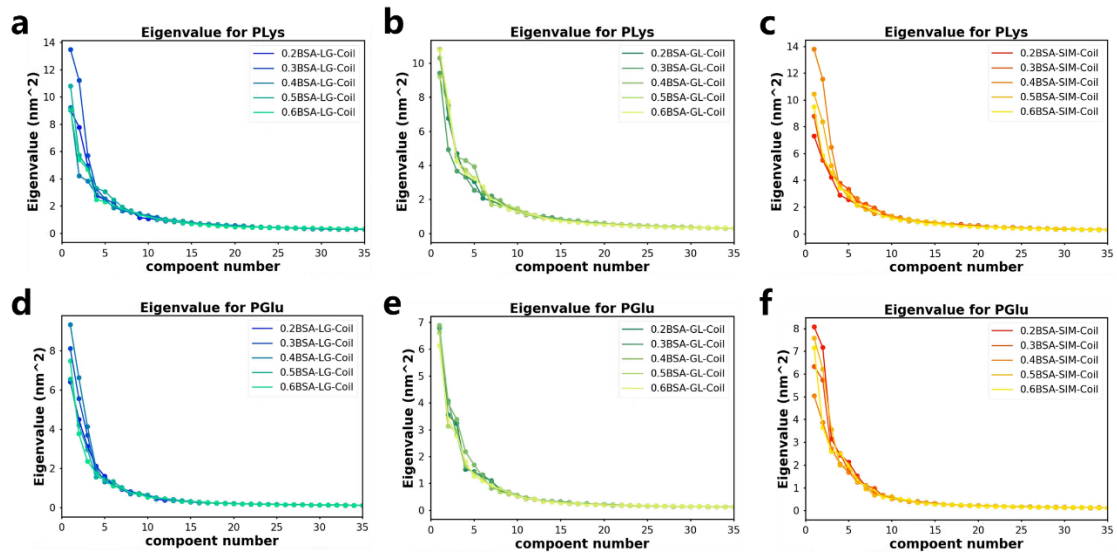 a
Eigenvalue for PLys
Eigenvalue (nm^2)
14
12
10
8
6
4
2
0
0.2BSA-LG-Coil
0.3BSA-LG-Coil
0.4BSA-LG-Coil
0.5BSA-LG-Coil
0.6BSA-LG-Coil
0 5 10 15 20 25 30 35
compoent number
b
Eigenvalue for PLys
Eigenvalue (nm^2)
10
8
6
4
2
0
0.2BSA-GL-Coil
0.3BSA-GL-Coil
0.4BSA-GL-Coil
0.5BSA-GL-Coil
0.6BSA-GL-Coil
0 5 10 15 20 25 30 35
compoent number
c
Eigenvalue for PLys
Eigenvalue (nm^2)
14
12
10
8
6
4
2
0
0.2BSA-SIM-Coil
0.3BSA-SIM-Coil
0.4BSA-SIM-Coil
0.5BSA-SIM-Coil
0.6BSA-SIM-Coil
0 5 10 15 20 25 30 35
compoent number
d
Eigenvalue for PGlu
Eigenvalue (nm^2)
8
6
4
2
0
0.2BSA-LG-Coil
0.3BSA-LG-Coil
0.4BSA-LG-Coil
0.5BSA-LG-Coil
0.6BSA-LG-Coil
0 5 10 15 20 25 30 35
compoent number
e
Eigenvalue for PGlu
Eigenvalue (nm^2)
7
6
5
4
3
2
1
0
0.2BSA-GL-Coil
0.3BSA-GL-Coil
0.4BSA-GL-Coil
0.5BSA-GL-Coil
0.6BSA-GL-Coil
0 5 10 15 20 25 30 35
compoent number
f
Eigenvalue for PGlu
Eigenvalue (nm^2)
8
7
6
5
4
3
2
1
0
0.2BSA-SIM-Coil
0.3BSA-SIM-Coil
0.4BSA-SIM-Coil
0.5BSA-SIM-Coil
0.6BSA-SIM-Coil
0 5 10 15 20 25 30 35
compoent number